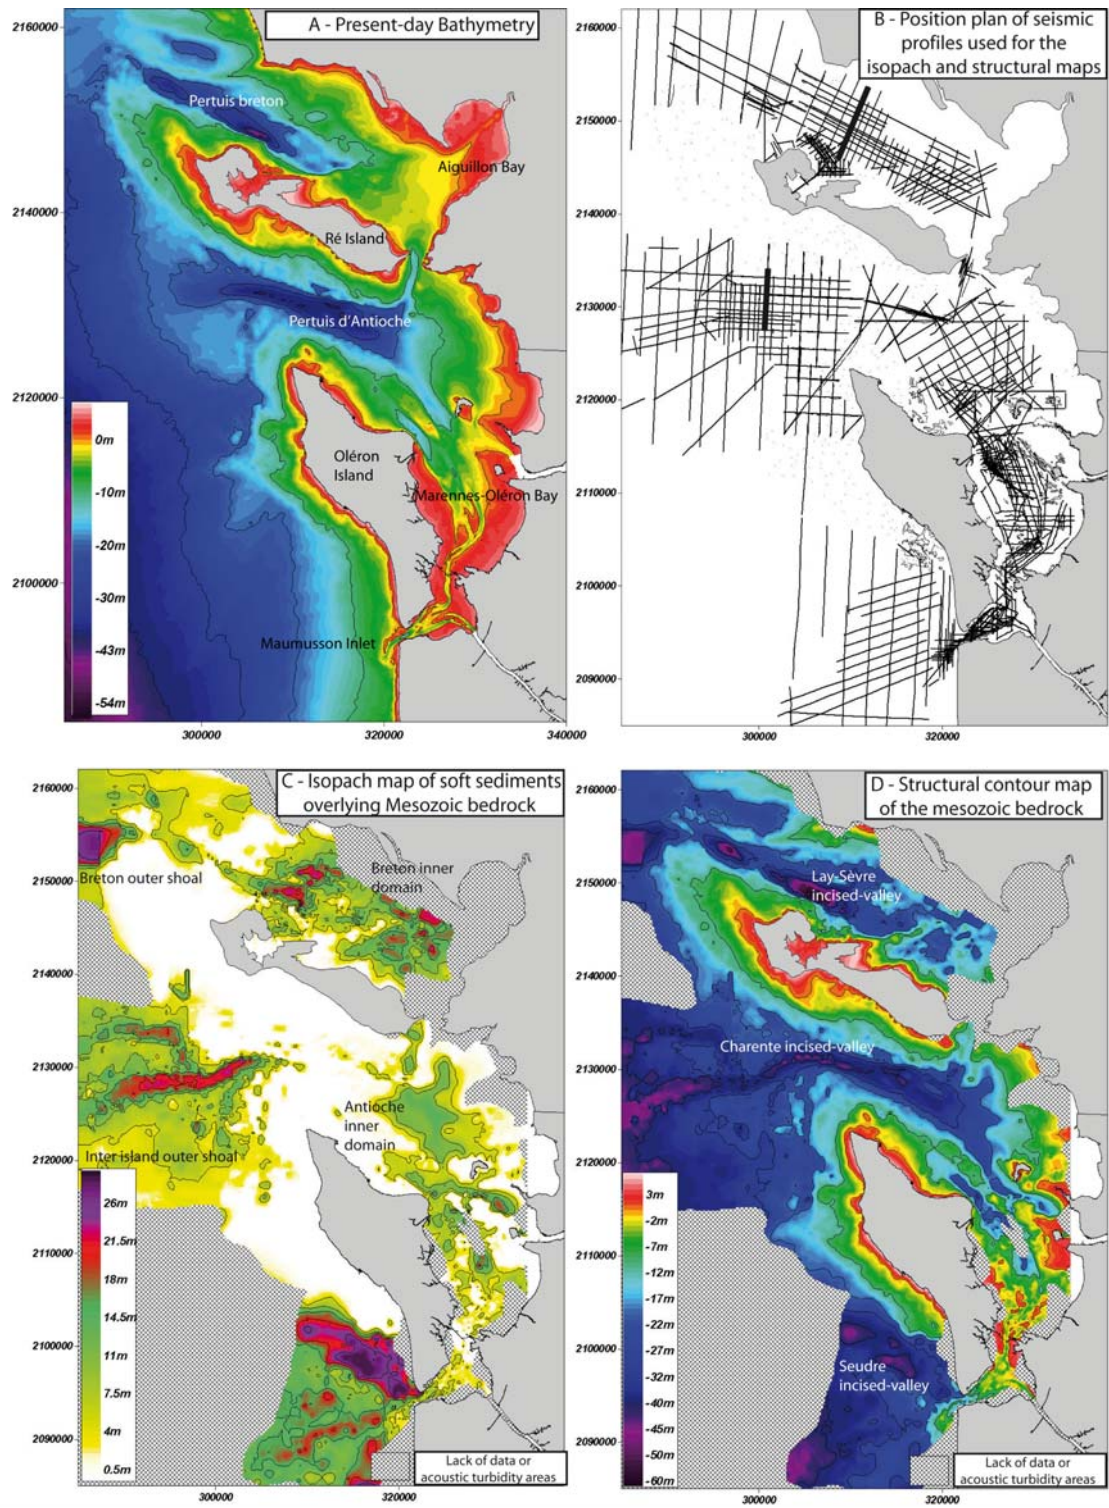 A - Present-day Bathymetry
2160000
2150000
2140000
2130000
2120000
2110000
2100000
2090000
Pertuis breton
Aiguillon Bay
Ré Island
Pertuis d'Antioche
Oléron
Island
Marennes-Oléron Bay
Maumusson Inlet
0m
-10m
-20m
-30m
-43m
-54m
300000
320000
340000
B - Position plan of seismic
profiles used for the
isopach and structural maps
2160000
2150000
2140000
2130000
2120000
2110000
2100000
2090000
300000
320000
C - Isopach map of soft sediments
overlying Mesozoic bedrock
2160000
2150000
2140000
2130000
2120000
2110000
2100000
2090000
Breton outer shoal
Breton inner
domain
Antioche
inner
domain
Inter island outer shoal
26m
21.5m
18m
14.5m
11m
7.5m
4m
0.5m
Lack of data or
acoustic turbidity areas
300000
320000
D - Structural contour map
of the mesozoic bedrock
2160000
2150000
2140000
2130000
2120000
2110000
2100000
2090000
Lay-Sèvre
incised-valley
Charente incised-valley
Seudre
incised-valley
3m
-2m
-7m
-12m
-17m
-22m
-27m
-32m
-40m
-45m
-50m
-60m
Lack of data or
acoustic turbidity areas
300000
320000